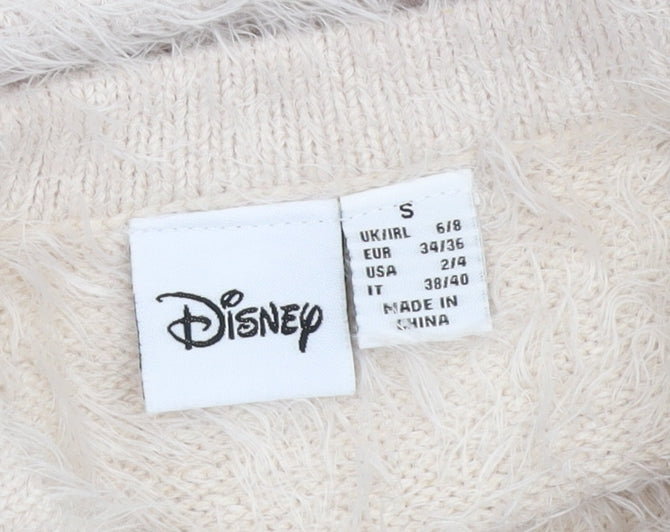 Disney
S
UK/IRL 6/8
EUR 34/36
USA 2/4
IT 38/40
MADE IN
CHINA